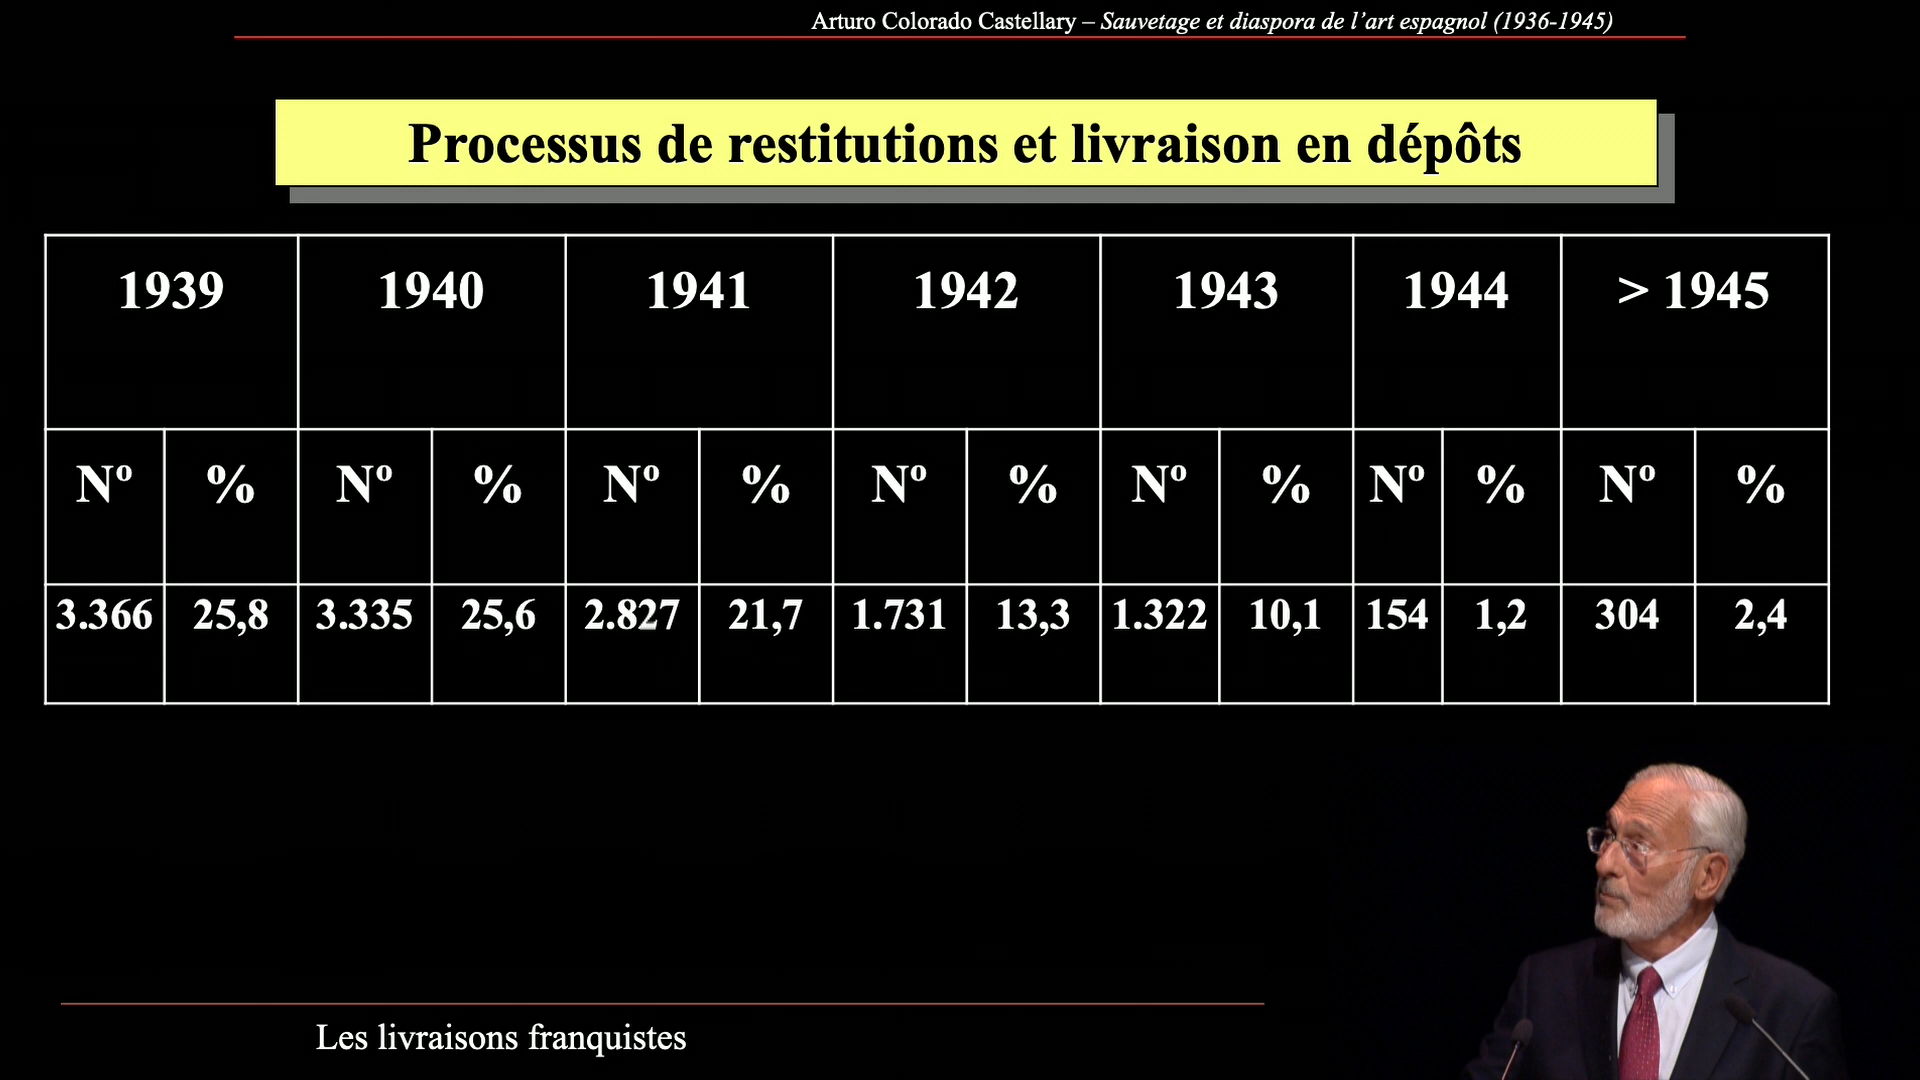 Arturo Colorado Castellary – Sauvetage et diaspora de l’art espagnol (1936-1945)
Processus de restitutions et livraison en dépôts
1939 1940 1941 1942 1943 1944 > 1945
Nº % Nº % Nº % Nº % Nº % Nº % Nº %
3.366 25,8 3.335 25,6 2.827 21,7 1.731 13,3 1.322 10,1 154 1,2 304 2,4
Les livraisons franquistes